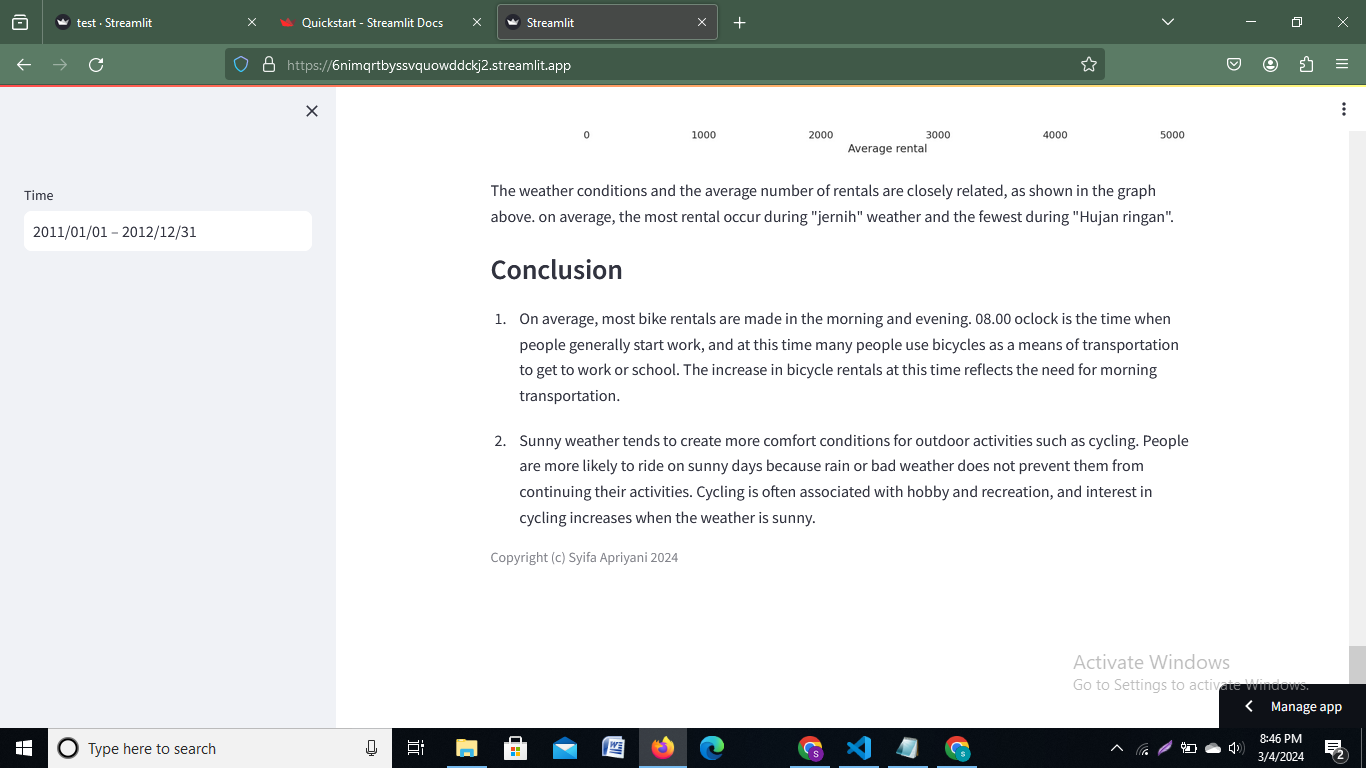 test · Streamlit
Quickstart - Streamlit Docs
Streamlit
https://6nimqrtbyssvquowddckj2.streamlit.app
Time
2011/01/01 – 2012/12/31
0 1000 2000 3000 4000 5000
Average rental
The weather conditions and the average number of rentals are closely related, as shown in the graph
above. on average, the most rental occur during "jernih" weather and the fewest during "Hujan ringan".
Conclusion
1. On average, most bike rentals are made in the morning and evening. 08.00 oclock is the time when
people generally start work, and at this time many people use bicycles as a means of transportation
to get to work or school. The increase in bicycle rentals at this time reflects the need for morning
transportation.
2. Sunny weather tends to create more comfort conditions for outdoor activities such as cycling. People
are more likely to ride on sunny days because rain or bad weather does not prevent them from
continuing their activities. Cycling is often associated with hobby and recreation, and interest in
cycling increases when the weather is sunny.
Copyright (c) Syifa Apriyani 2024
Activate Windows
Go to Settings to activate Windows.
Manage app
Type here to search
8:46 PM
3/4/2024
2